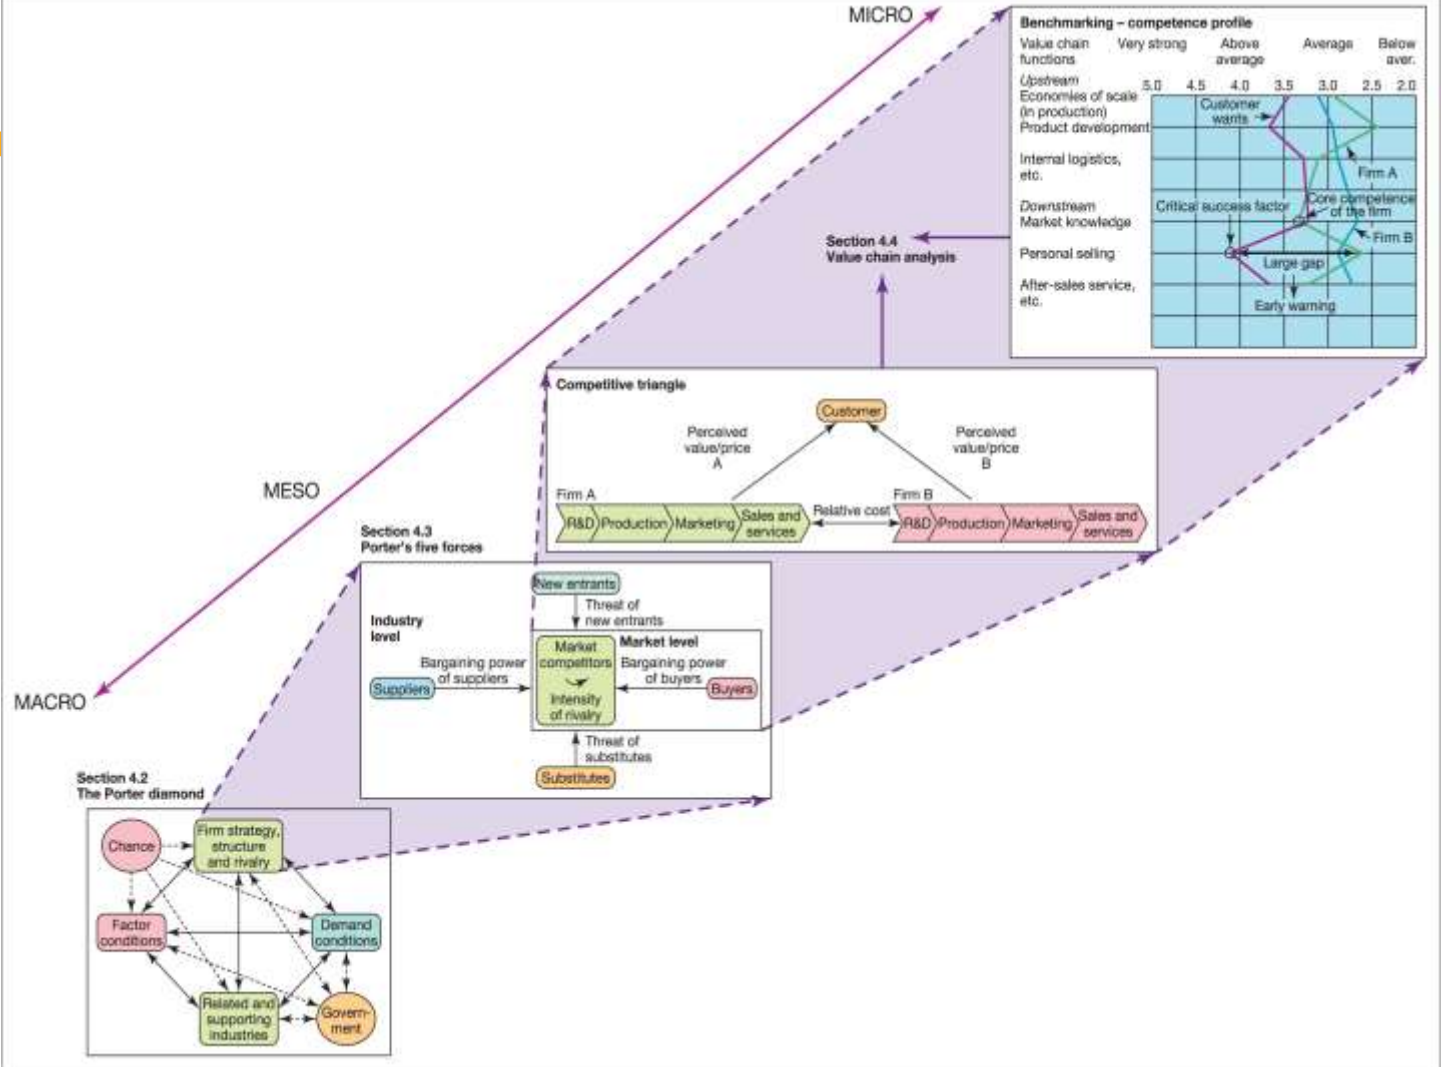 MICRO
Benchmarking – competence profile
Value chain
functions
Very strong
Above
average
Average
Below
aver.
Upstream
5.0 4.5 4.0 3.5 3.0 2.5 2.0
Economies of scale
(in production)
Product development
Internal logistics,
etc.
Downstream
Market knowledge
Personal selling
After-sales service,
etc.
Customer
wants
Firm A
Critical success factor
Core competence
of the firm
Firm B
Large gap
Early warning
Section 4.4
Value chain analysis
Competitive triangle
Customer
Perceived
value/price
A
Perceived
value/price
B
Firm A
R&D
Production
Marketing
Sales and
services
Relative cost
Firm B
R&D
Production
Marketing
Sales and
services
MESO
Section 4.3
Porter's five forces
New entrants
Threat of
new entrants
Industry
level
Market level
Market
competitors
Intensity
of rivalry
Bargaining power
of suppliers
Suppliers
Bargaining power
of buyers
Buyers
Threat of
substitutes
Substitutes
MACRO
Section 4.2
The Porter diamond
Chance
Firm strategy,
structure
and rivalry
Factor
conditions
Demand
conditions
Related and
supporting
industries
Govern-
ment